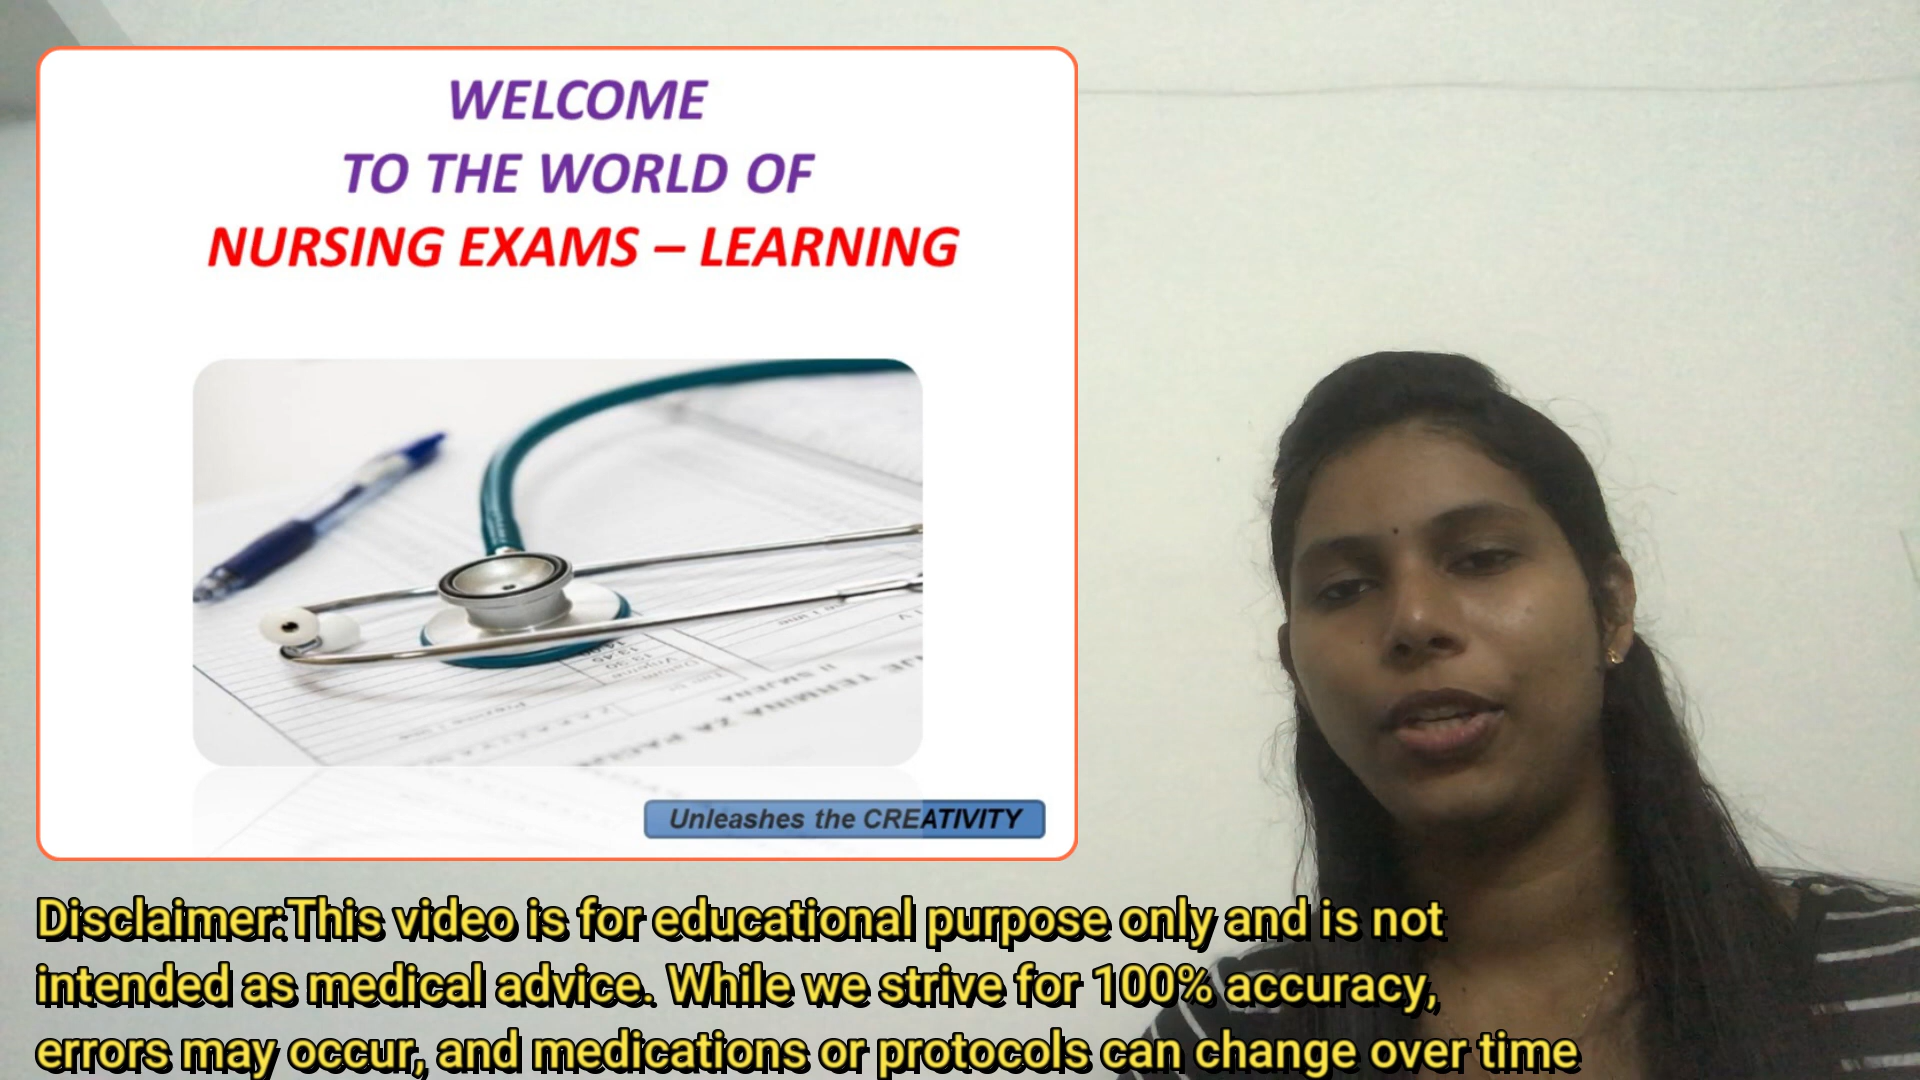 WELCOME
TO THE WORLD OF
NURSING EXAMS – LEARNING
Unleashes the CREATIVITY
Disclaimer:This video is for educational purpose only and is not
intended as medical advice. While we strive for 100% accuracy,
errors may occur, and medications or protocols can change over time